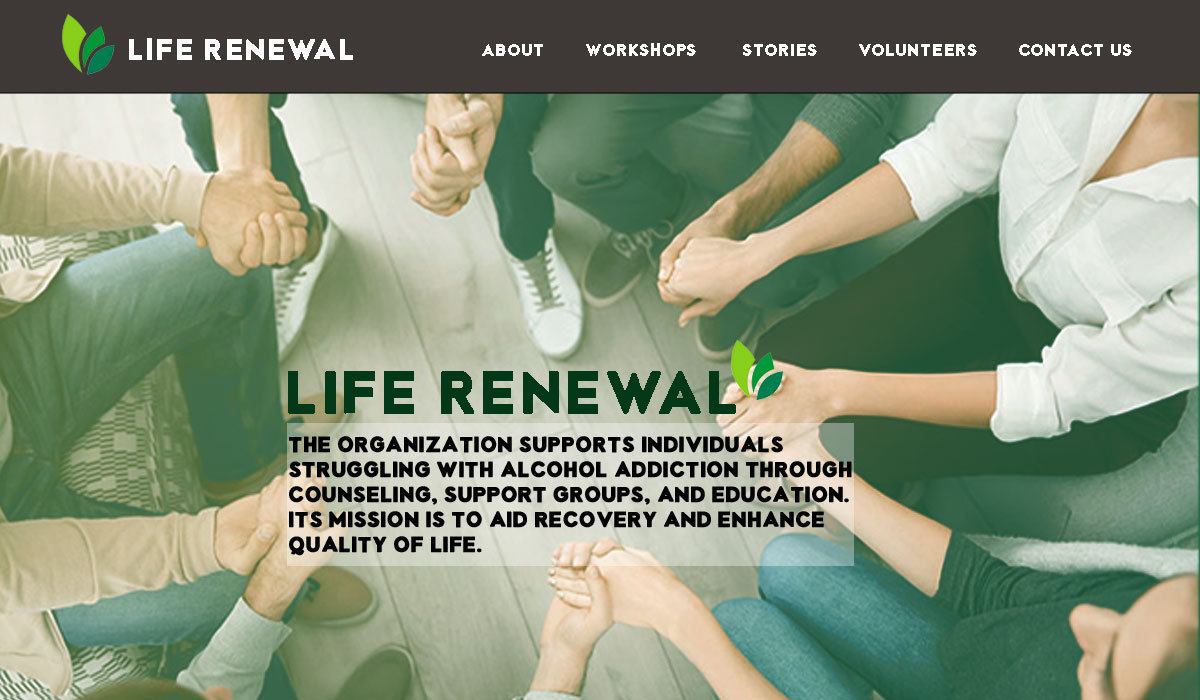 LIFE RENEWAL
ABOUT WORKSHOPS STORIES VOLUNTEERS CONTACT US
LIFE RENEWAL
THE ORGANIZATION SUPPORTS INDIVIDUALS
STRUGGLING WITH ALCOHOL ADDICTION THROUGH
COUNSELING, SUPPORT GROUPS, AND EDUCATION.
ITS MISSION IS TO AID RECOVERY AND ENHANCE
QUALITY OF LIFE.